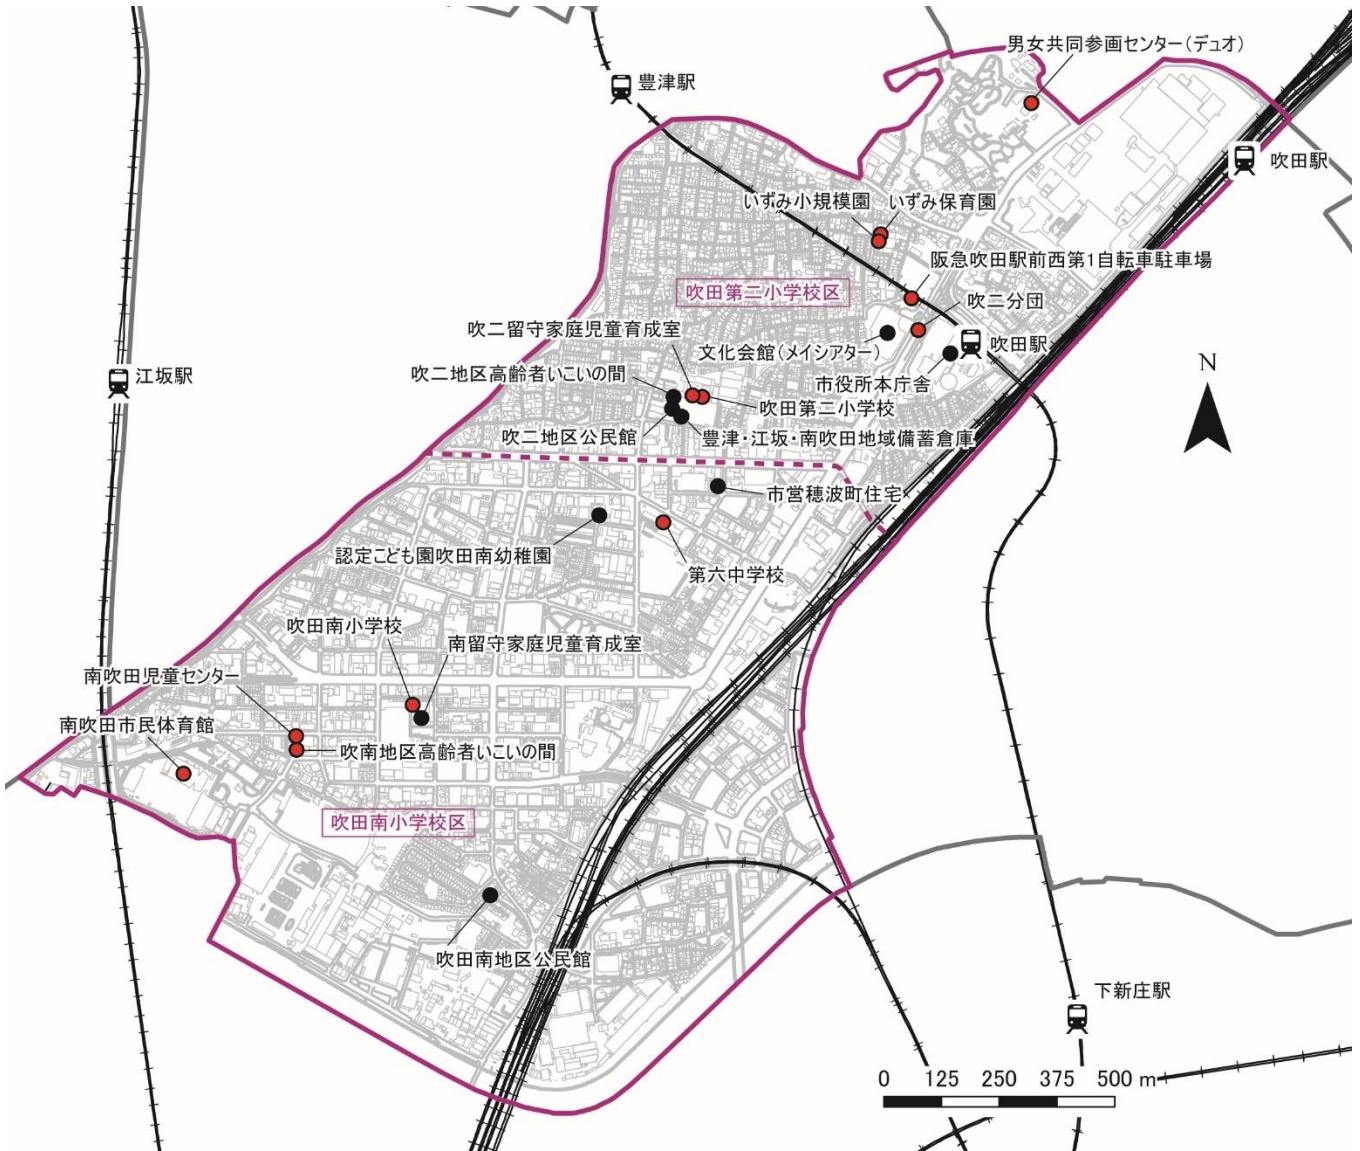 男女共同参画センター(デュオ)
豊津駅
吹田駅
いずみ小規模園
いずみ保育園
阪急吹田駅前西第1自転車駐車場
吹田第二小学校区
吹二分団
吹二留守家庭児童育成室
文化会館(メイシアター)
吹田駅
N
江坂駅
吹二地区高齢者いこいの間
市役所本庁舎
吹田第二小学校
吹二地区公民館
豊津・江坂・南吹田地域備蓄倉庫
市営穂波町住宅
認定こども園吹田南幼稚園
第六中学校
吹田南小学校
南留守家庭児童育成室
南吹田児童センター
南吹田市民体育館
吹南地区高齢者いこいの間
吹田南小学校区
吹田南地区公民館
下新庄駅
0 125 250 375 500 m